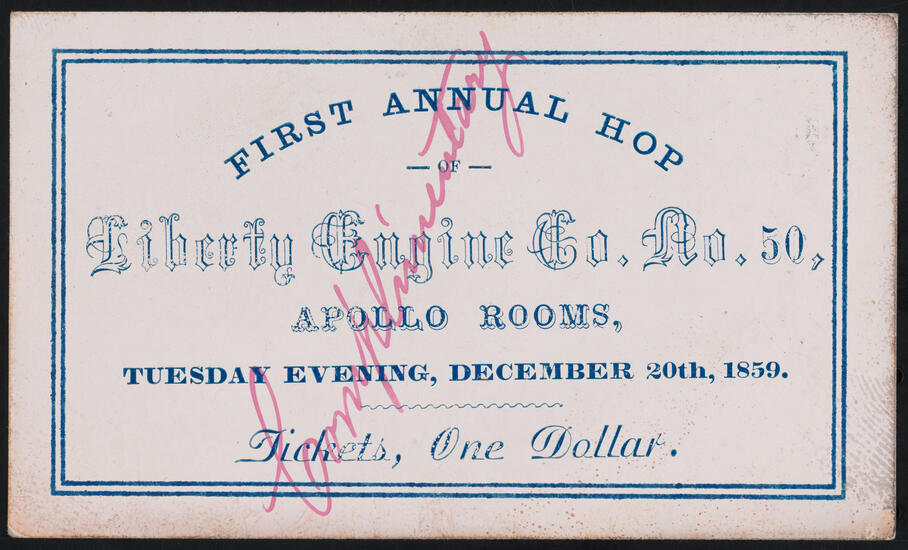 FIRST ANNUAL HOP
— OF —
Liberty Engine Co. No. 50,
APOLLO ROOMS,
TUESDAY EVENING, DECEMBER 20th, 1859.
Tickets, One Dollar.
Complimentary